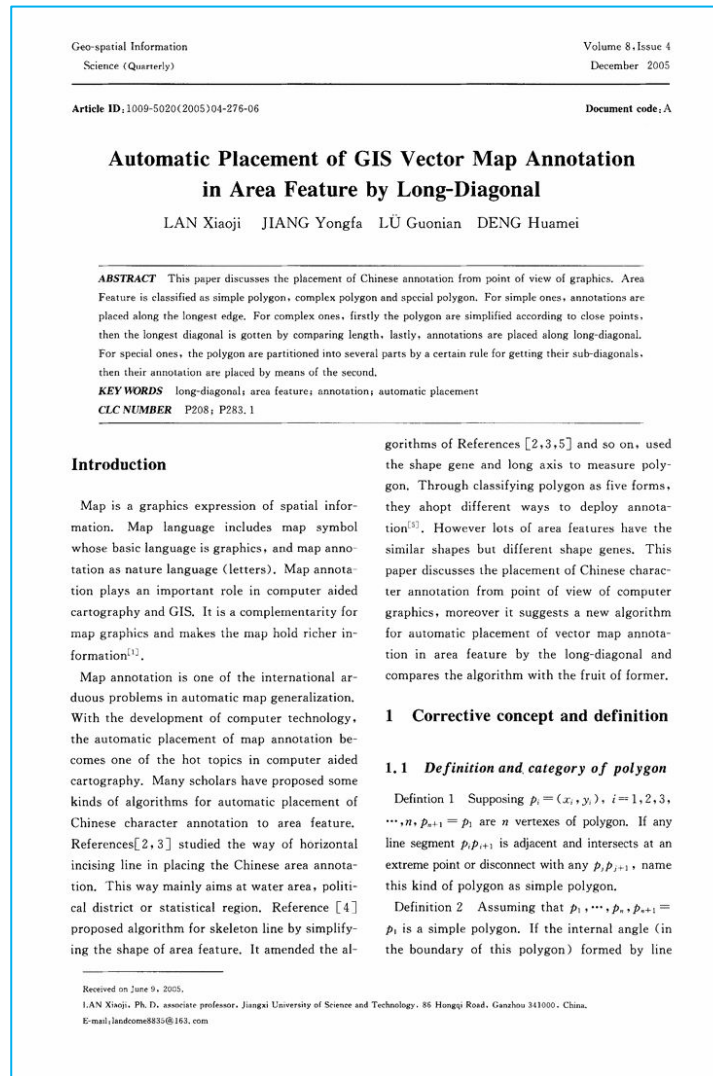 Geo-spatial Information
Science (Quarterly)
Volume 8, Issue 4
December 2005
Article ID: 1009-5020(2005)04-276-06
Document code: A
Automatic Placement of GIS Vector Map Annotation
in Area Feature by Long-Diagonal
LAN Xiaoji JIANG Yongfa LÜ Guonian DENG Huamei
ABSTRACT This paper discusses the placement of Chinese annotation from point of view of graphics. Area
Feature is classified as simple polygon, complex polygon and special polygon. For simple ones, annotations are
placed along the longest edge. For complex ones, firstly the polygon are simplified according to close points,
then the longest diagonal is gotten by comparing length, lastly, annotations are placed along long-diagonal.
For special ones, the polygon are partitioned into several parts by a certain rule for getting their sub-diagonals,
then their annotation are placed by means of the second.
KEY WORDS long-diagonal; area feature; annotation; automatic placement
CLC NUMBER P208; P283.1
Introduction
Map is a graphics expression of spatial infor-
mation. Map language includes map symbol
whose basic language is graphics, and map anno-
tation as nature language (letters). Map annota-
tion plays an important role in computer aided
cartography and GIS. It is a complementarity for
map graphics and makes the map hold richer in-
formation[1].
Map annotation is one of the international ar-
duous problems in automatic map generalization.
With the development of computer technology,
the automatic placement of map annotation be-
comes one of the hot topics in computer aided
cartography. Many scholars have proposed some
kinds of algorithms for automatic placement of
Chinese character annotation to area feature.
References[2,3] studied the way of horizontal
incising line in placing the Chinese area annota-
tion. This way mainly aims at water area, politi-
cal district or statistical region. Reference [4]
proposed algorithm for skeleton line by simplify-
ing the shape of area feature. It amended the al-
gorithms of References [2,3,5] and so on, used
the shape gene and long axis to measure poly-
gon. Through classifying polygon as five forms,
they ahopt different ways to deploy annota-
tion[5]. However lots of area features have the
similar shapes but different shape genes. This
paper discusses the placement of Chinese charac-
ter annotation from point of view of computer
graphics, moreover it suggests a new algorithm
for automatic placement of vector map annota-
tion in area feature by the long-diagonal and
compares the algorithm with the fruit of former.
1 Corrective concept and definition
1.1 Definition and category of polygon
Defintion 1 Supposing pᵢ=(xᵢ,yᵢ), i=1,2,3,
⋯,n,pₙ₊₁=p₁ are n vertexes of polygon. If any
line segment pᵢpᵢ₊₁ is adjacent and intersects at an
extreme point or disconnect with any pⱼpⱼ₊₁, name
this kind of polygon as simple polygon.
Definition 2 Assuming that p₁,⋯,pₙ,pₙ₊₁=
p₁ is a simple polygon. If the internal angle (in
the boundary of this polygon) formed by line
Received on June 9, 2005.
LAN Xiaoji, Ph. D. associate professor, Jiangxi University of Science and Technology, 86 Hongqi Road, Ganzhou 341000, China.
E-mail: landcome8835@163.com